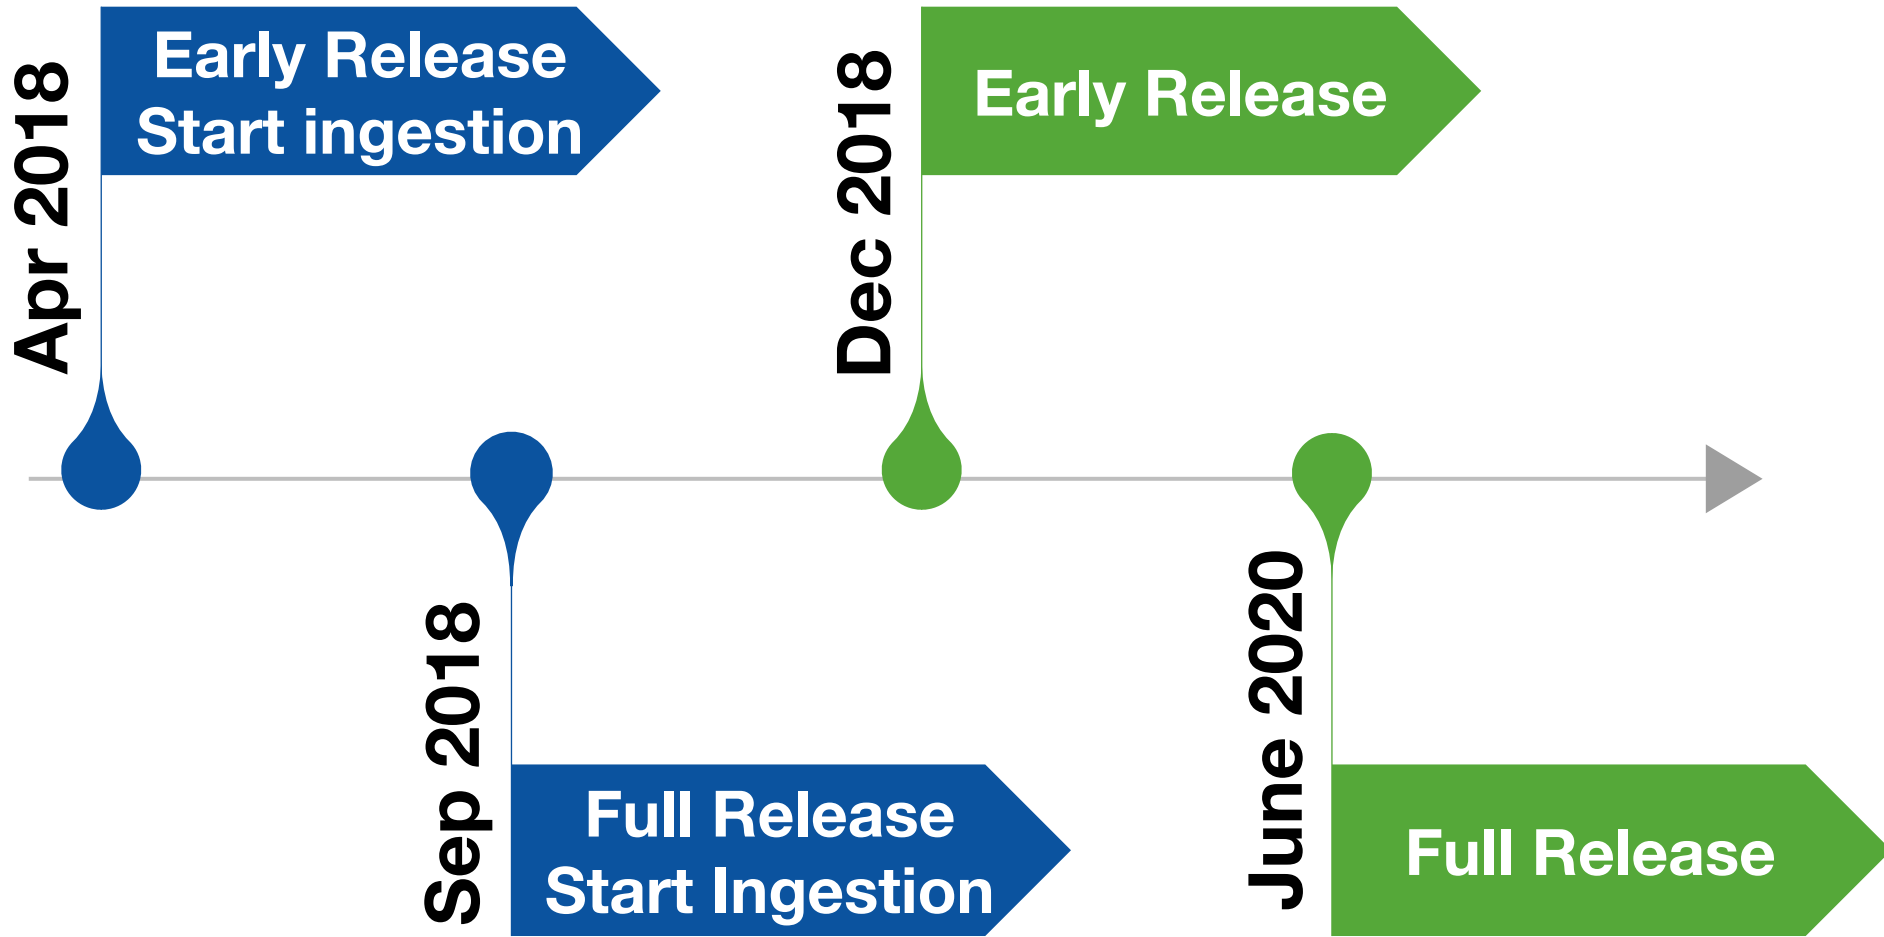 Apr 2018
Early Release
Start ingestion
Sep 2018
Full Release
Start Ingestion
Dec 2018
Early Release
June 2020
Full Release